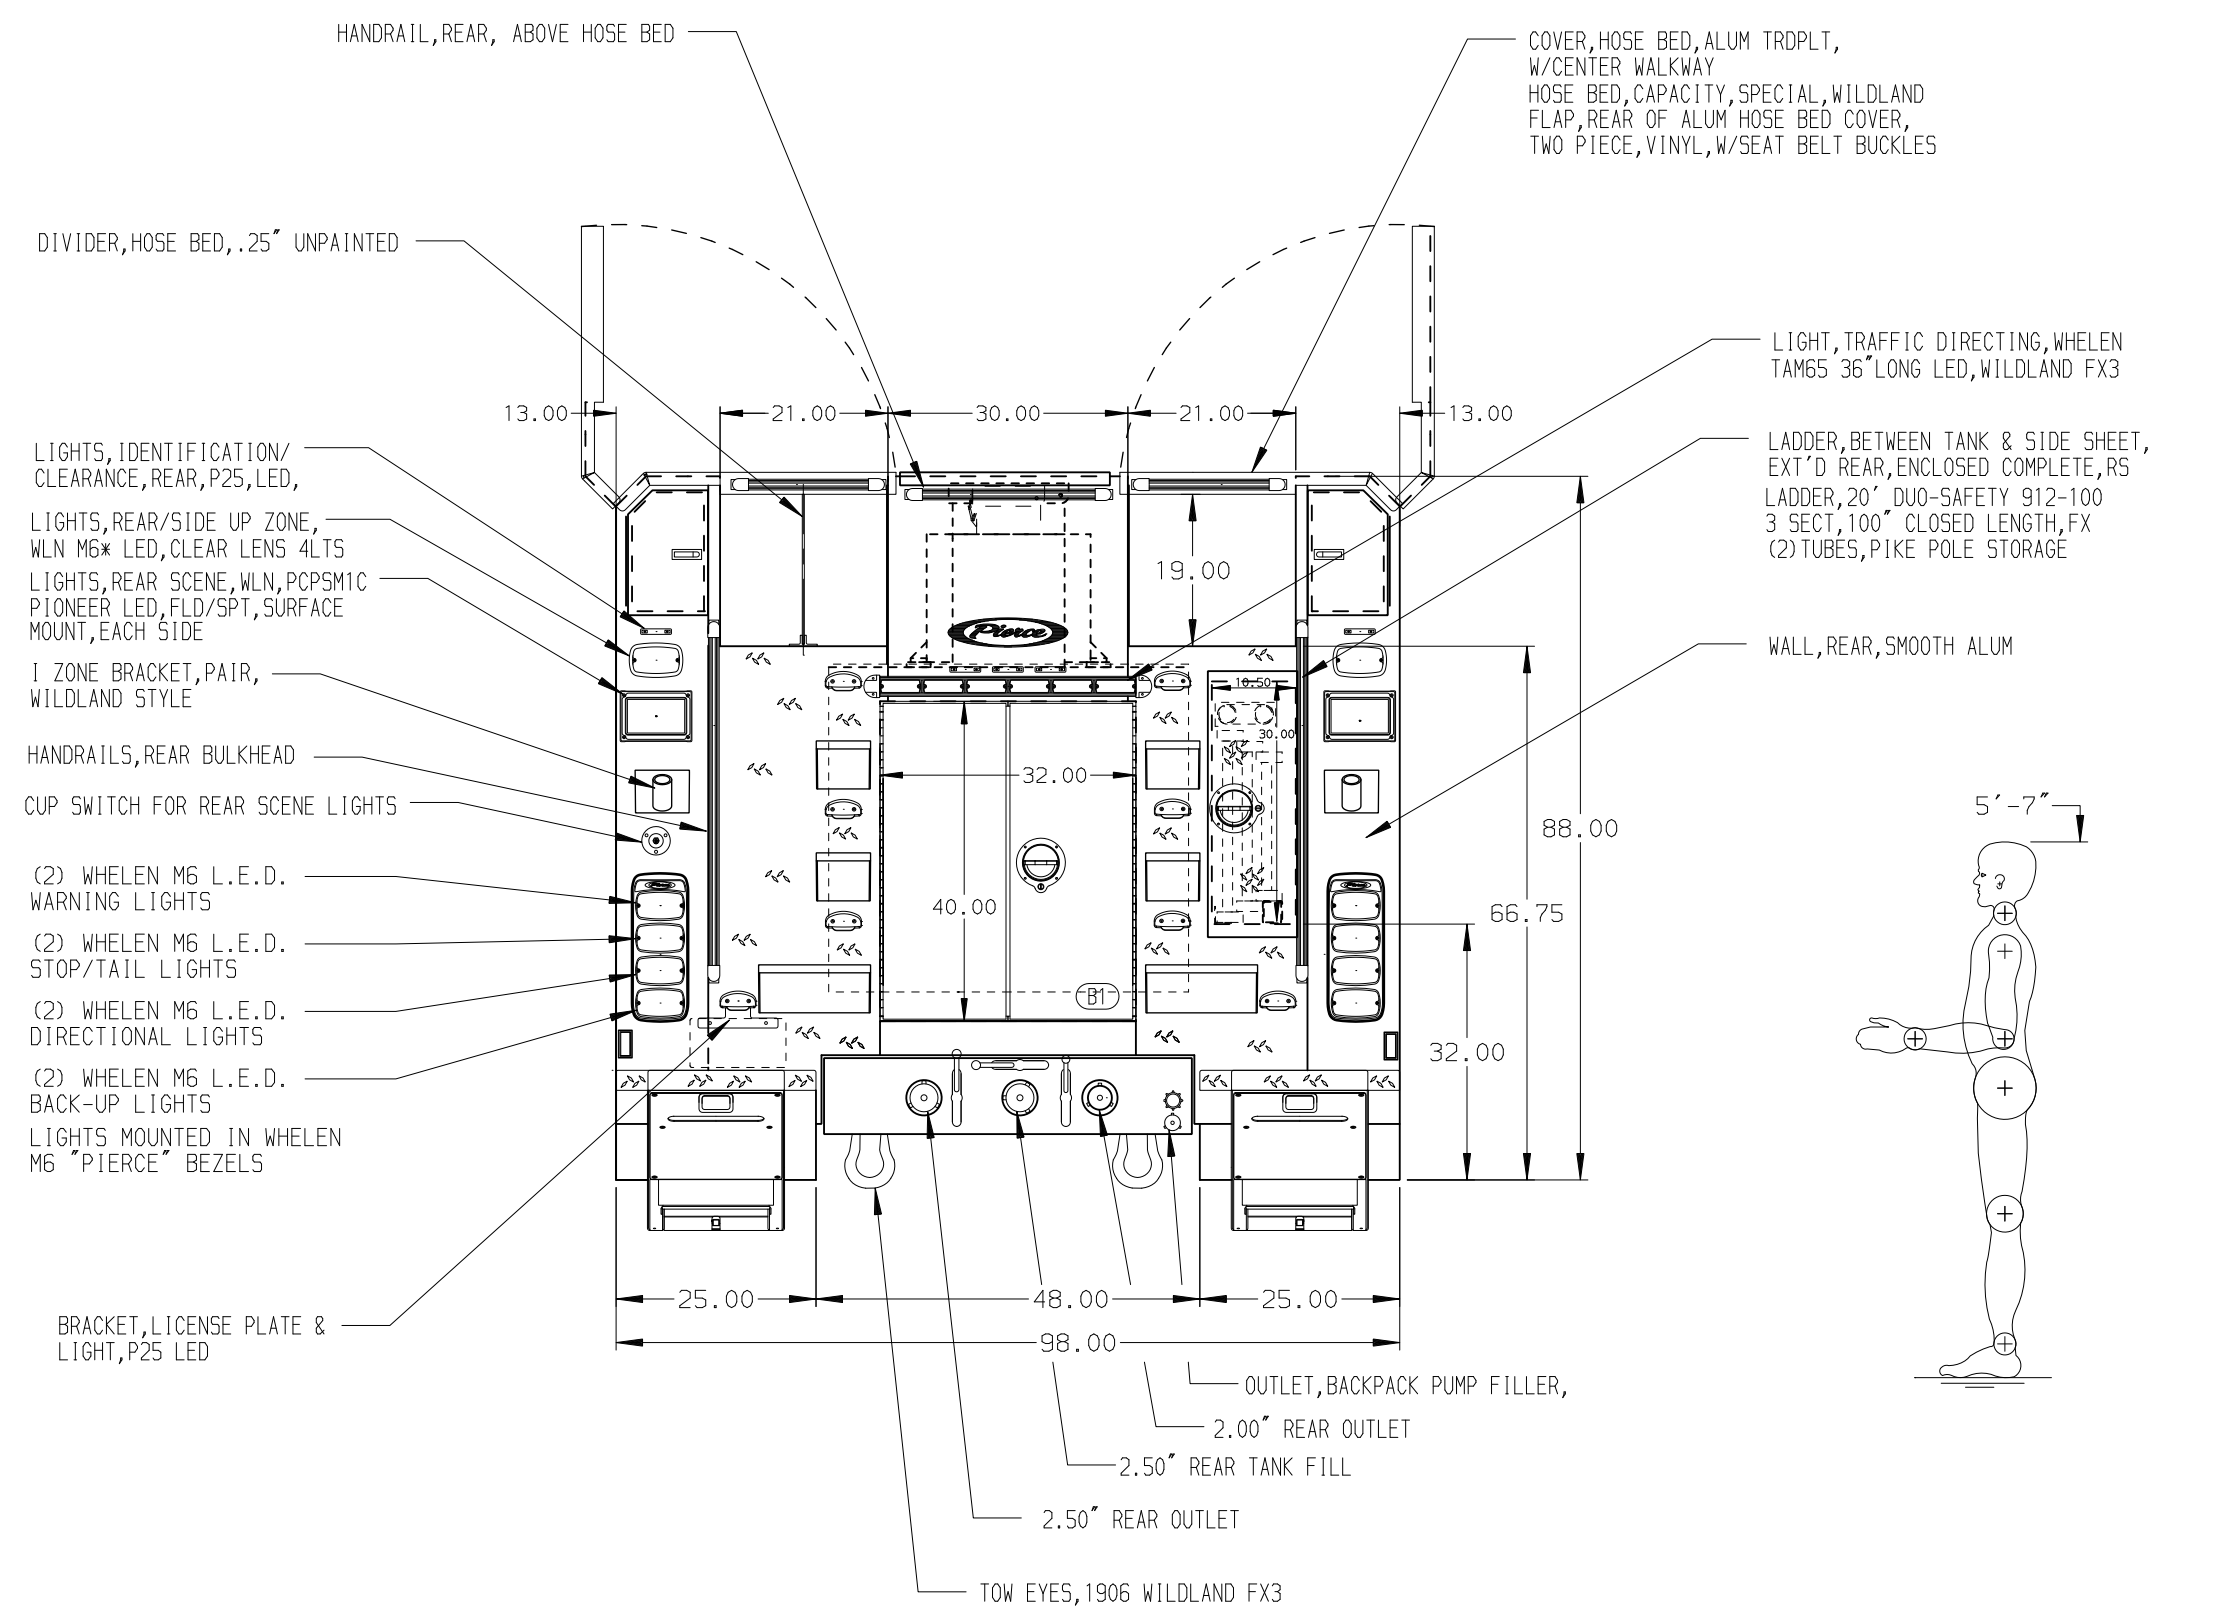 HANDRAIL,REAR, ABOVE HOSE BED
COVER,HOSE BED,ALUM TRDPLT,
W/CENTER WALKWAY
HOSE BED,CAPACITY,SPECIAL,WILDLAND
FLAP,REAR OF ALUM HOSE BED COVER,
TWO PIECE,VINYL,W/SEAT BELT BUCKLES
DIVIDER,HOSE BED,.25" UNPAINTED
LIGHT,TRAFFIC DIRECTING,WHELEN
TAM65 36"LONG LED,WILDLAND FX3
13.00
21.00
30.00
21.00
13.00
LIGHTS,IDENTIFICATION/
CLEARANCE,REAR,P25,LED,
LADDER,BETWEEN TANK & SIDE SHEET,
EXT'D REAR,ENCLOSED COMPLETE,RS
LADDER,20' DUO-SAFETY 912-100
3 SECT,100" CLOSED LENGTH,FX
(2)TUBES,PIKE POLE STORAGE
LIGHTS,REAR/SIDE UP ZONE,
WLN M6* LED,CLEAR LENS 4LTS
19.00
LIGHTS,REAR SCENE,WLN,PCPSM1C
PIONEER LED,FLD/SPT,SURFACE
MOUNT,EACH SIDE
Pierce
WALL,REAR,SMOOTH ALUM
I ZONE BRACKET,PAIR,
WILDLAND STYLE
10.50
30.00
HANDRAILS,REAR BULKHEAD
32.00
CUP SWITCH FOR REAR SCENE LIGHTS
5'-7"
88.00
(2) WHELEN M6 L.E.D.
WARNING LIGHTS
Pierce
Pierce
40.00
66.75
(2) WHELEN M6 L.E.D.
STOP/TAIL LIGHTS
B1
(2) WHELEN M6 L.E.D.
DIRECTIONAL LIGHTS
32.00
(2) WHELEN M6 L.E.D.
BACK-UP LIGHTS
LIGHTS MOUNTED IN WHELEN
M6 "PIERCE" BEZELS
25.00
48.00
25.00
BRACKET,LICENSE PLATE &
LIGHT,P25 LED
98.00
OUTLET,BACKPACK PUMP FILLER,
2.00" REAR OUTLET
2.50" REAR TANK FILL
2.50" REAR OUTLET
TOW EYES,1906 WILDLAND FX3